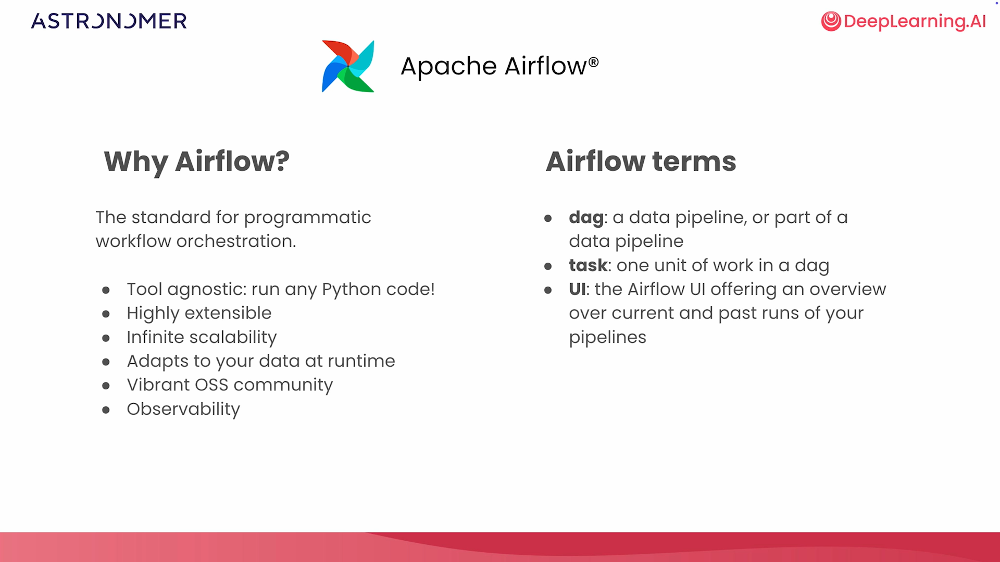 ASTRONOMER
DeepLearning.AI
Apache Airflow®
Why Airflow?
The standard for programmatic
workflow orchestration.
● Tool agnostic: run any Python code!
● Highly extensible
● Infinite scalability
● Adapts to your data at runtime
● Vibrant OSS community
● Observability
Airflow terms
● dag: a data pipeline, or part of a
data pipeline
● task: one unit of work in a dag
● UI: the Airflow UI offering an overview
over current and past runs of your
pipelines